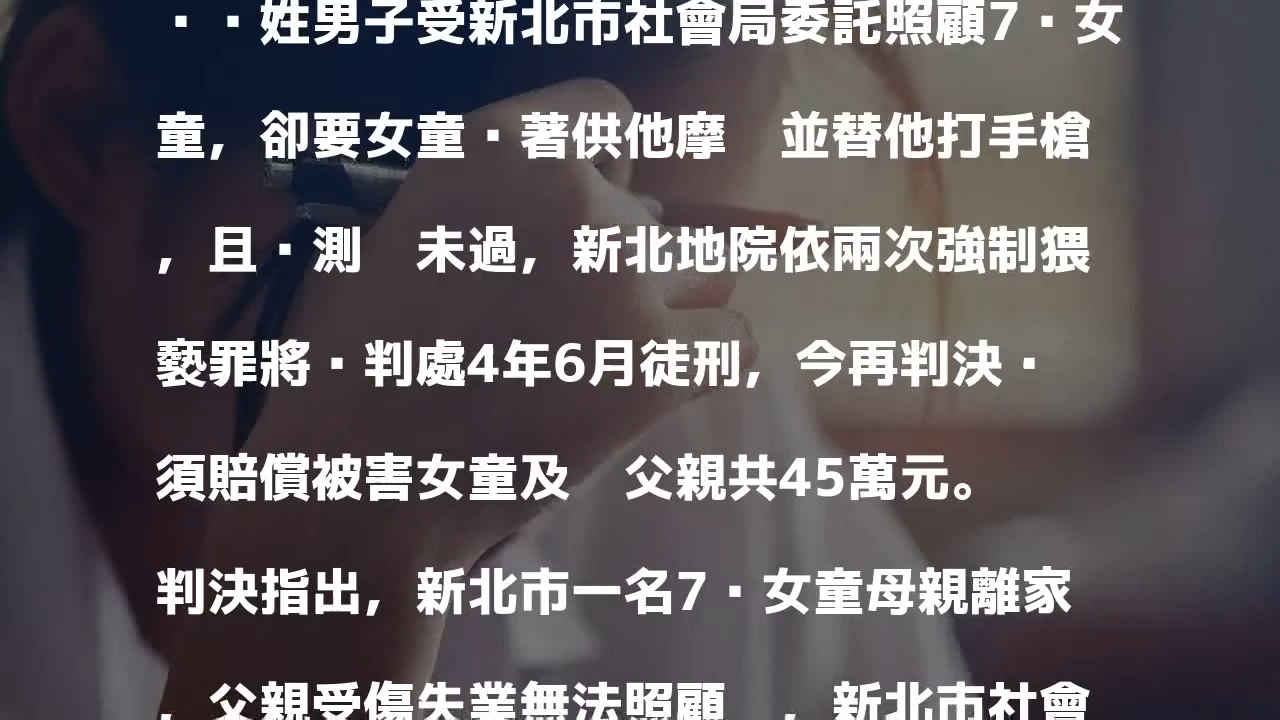 ・・姓男子受新北市社會局委託照顧7・女
童，卻要女童・著供他摩　並替他打手槍
，且・測　未過，新北地院依兩次強制猥
褻罪將・判處4年6月徒刑，今再判決・
須賠償被害女童及　父親共45萬元。
判決指出，新北市一名7・女童母親離家
，父親受傷失業無法照顧　，新北市社會